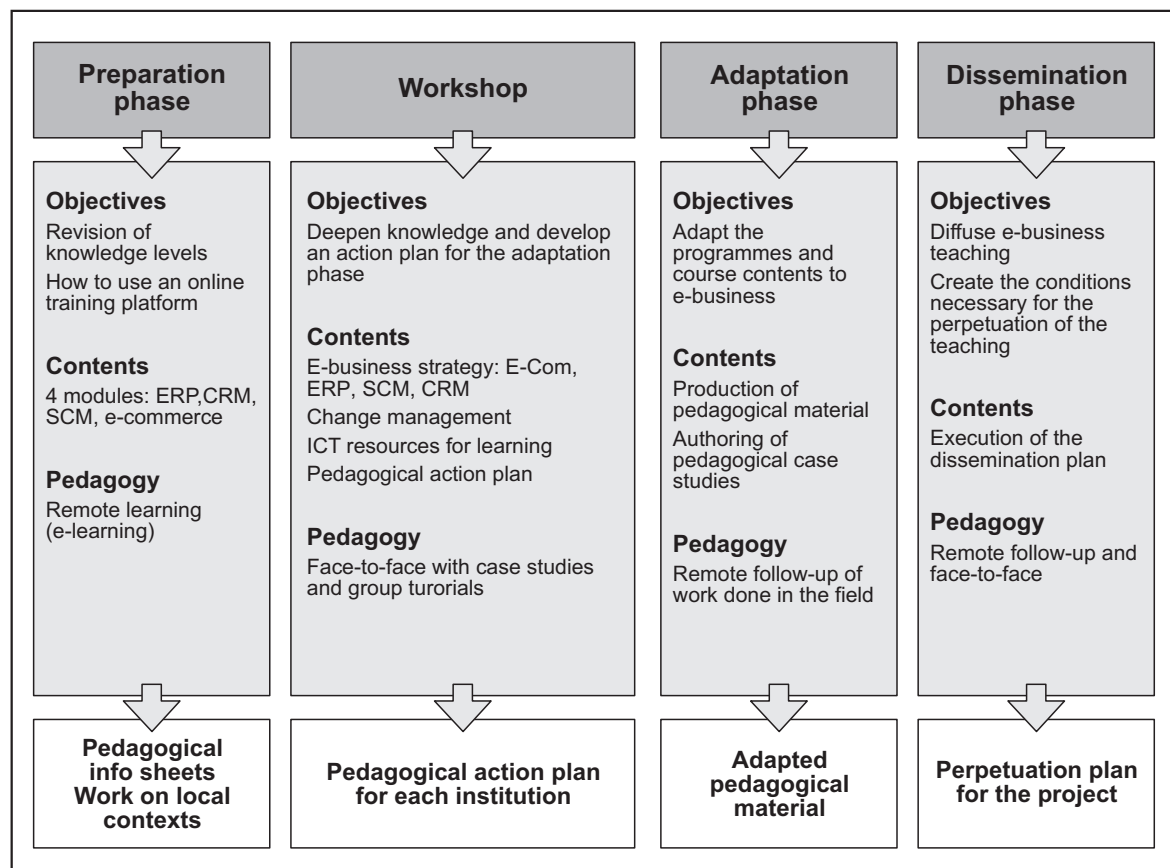 Preparation
phase
Objectives
Revision of
knowledge levels
How to use an online
training platform
Contents
4 modules: ERP,CRM,
SCM, e-commerce
Pedagogy
Remote learning
(e-learning)
Pedagogical
info sheets
Work on local
contexts
Workshop
Objectives
Deepen knowledge and develop
an action plan for the adaptation
phase
Contents
E-business strategy: E-Com,
ERP, SCM, CRM
Change management
ICT resources for learning
Pedagogical action plan
Pedagogy
Face-to-face with case studies
and group turorials
Pedagogical action plan
for each institution
Adaptation
phase
Objectives
Adapt the
programmes and
course contents to
e-business
Contents
Production of
pedagogical material
Authoring of
pedagogical case
studies
Pedagogy
Remote follow-up of
work done in the field
Adapted
pedagogical
material
Dissemination
phase
Objectives
Diffuse e-business
teaching
Create the conditions
necessary for the
perpetuation of the
teaching
Contents
Execution of the
dissemination plan
Pedagogy
Remote follow-up and
face-to-face
Perpetuation plan
for the project